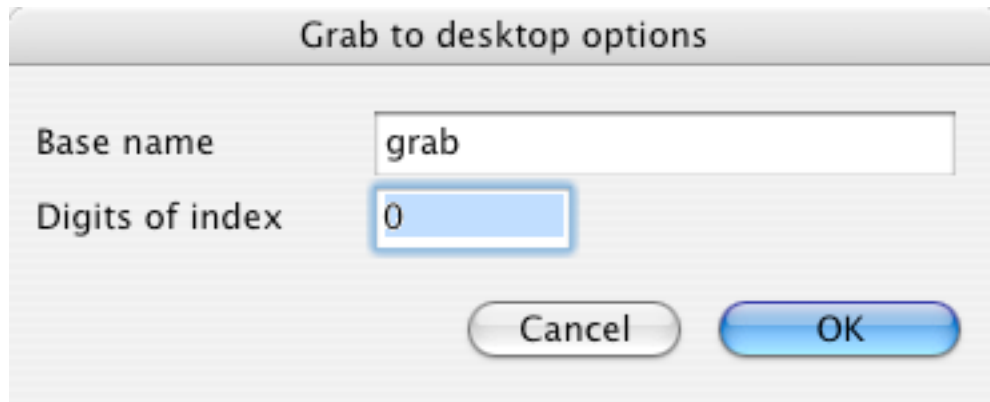 Grab to desktop options
Base name grab
Digits of index 0
Cancel OK